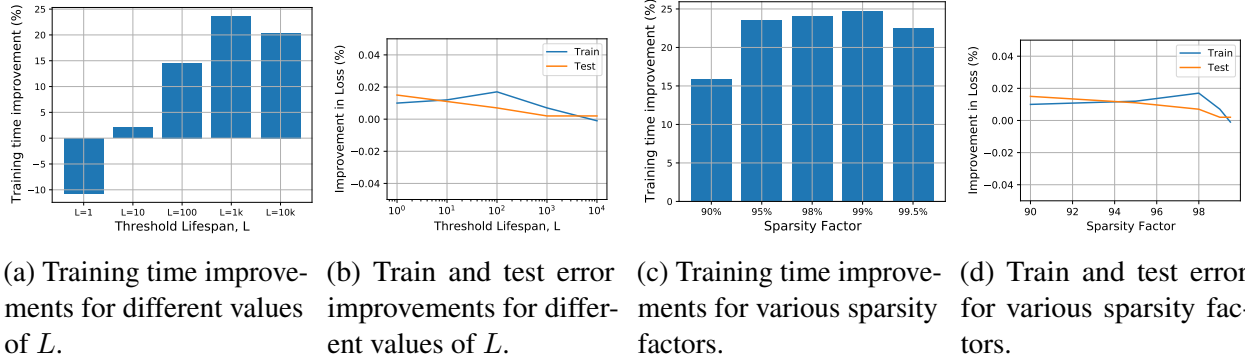 Training time improvement (%)
25
20
15
10
5
0
−5
−10
L=1 L=10 L=100 L=1k L=10k
Threshold Lifespan, L
Improvement in Loss (%)
0.04
0.02
0.00
−0.02
−0.04
Train
Test
10^0 10^1 10^2 10^3 10^4
Threshold Lifespan, L
Training time improvement (%)
25
20
15
10
5
0
90% 95% 98% 99% 99.5%
Sparsity Factor
Improvement in Loss (%)
0.04
0.02
0.00
−0.02
−0.04
Train
Test
90 92 94 96 98
Sparsity Factor
(a) Training time improve-
ments for different values
of L.
(b) Train and test error
improvements for differ-
ent values of L.
(c) Training time improve-
ments for various sparsity
factors.
(d) Train and test error
for various sparsity fac-
tors.